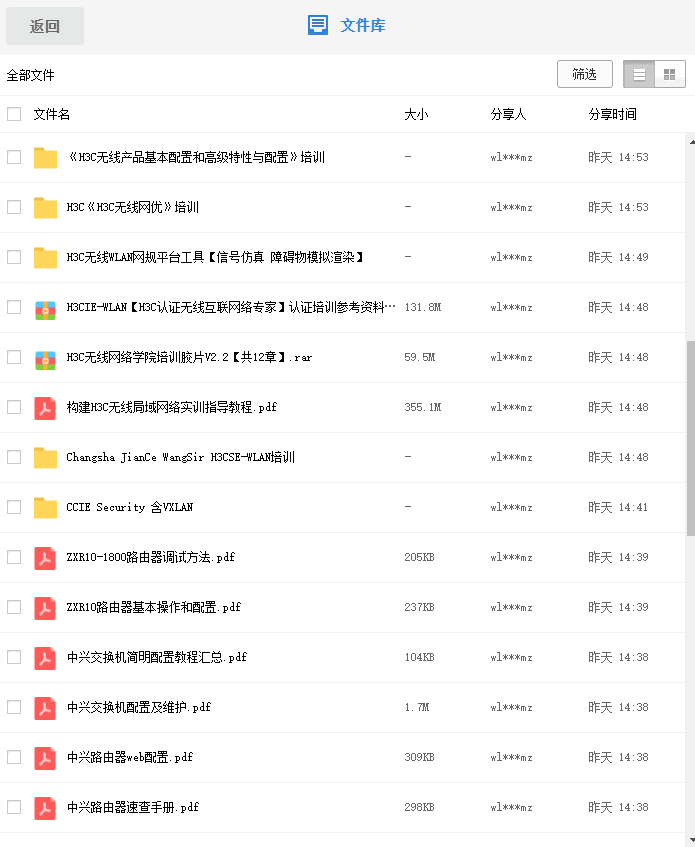 返回
文件库
全部文件
筛选
文件名 大小 分享人 分享时间
《H3C无线产品基本配置和高级特性与配置》培训 - wl***mz 昨天 14:53
H3C《H3C无线网优》培训 - wl***mz 昨天 14:53
H3C无线WLAN网规平台工具【信号仿真 障碍物模拟渲染】 - wl***mz 昨天 14:49
H3CIE-WLAN【H3C认证无线互联网络专家】认证培训参考资料… 131.8M wl***mz 昨天 14:48
H3C无线网络学院培训胶片V2.2【共12章】.rar 59.5M wl***mz 昨天 14:48
构建H3C无线局域网络实训指导教程.pdf 355.1M wl***mz 昨天 14:48
Changsha JianCe WangSir H3CSE-WLAN培训 - wl***mz 昨天 14:48
CCIE Security 含VXLAN - wl***mz 昨天 14:41
ZXR10-1800路由器调试方法.pdf 205KB wl***mz 昨天 14:39
ZXR10路由器基本操作和配置.pdf 237KB wl***mz 昨天 14:39
中兴交换机简明配置教程汇总.pdf 104KB wl***mz 昨天 14:38
中兴交换机配置及维护.pdf 1.7M wl***mz 昨天 14:38
中兴路由器web配置.pdf 309KB wl***mz 昨天 14:38
中兴路由器速查手册.pdf 298KB wl***mz 昨天 14:38